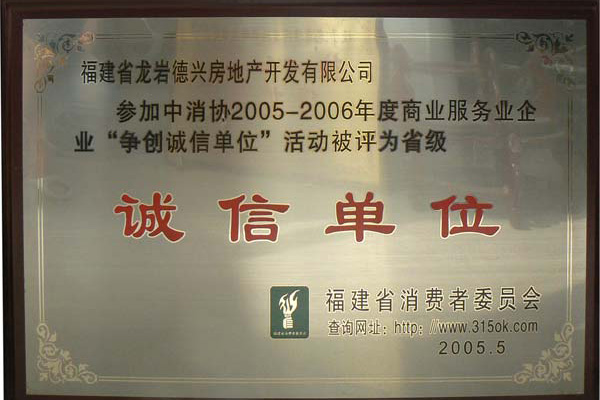 福建省龙岩德兴房地产开发有限公司
参加中消协2005-2006年度商业服务业企
业“争创诚信单位”活动被评为省级
诚信单位
福建省消费者委员会
查询网址：http：//www.315ok.com
2005.5